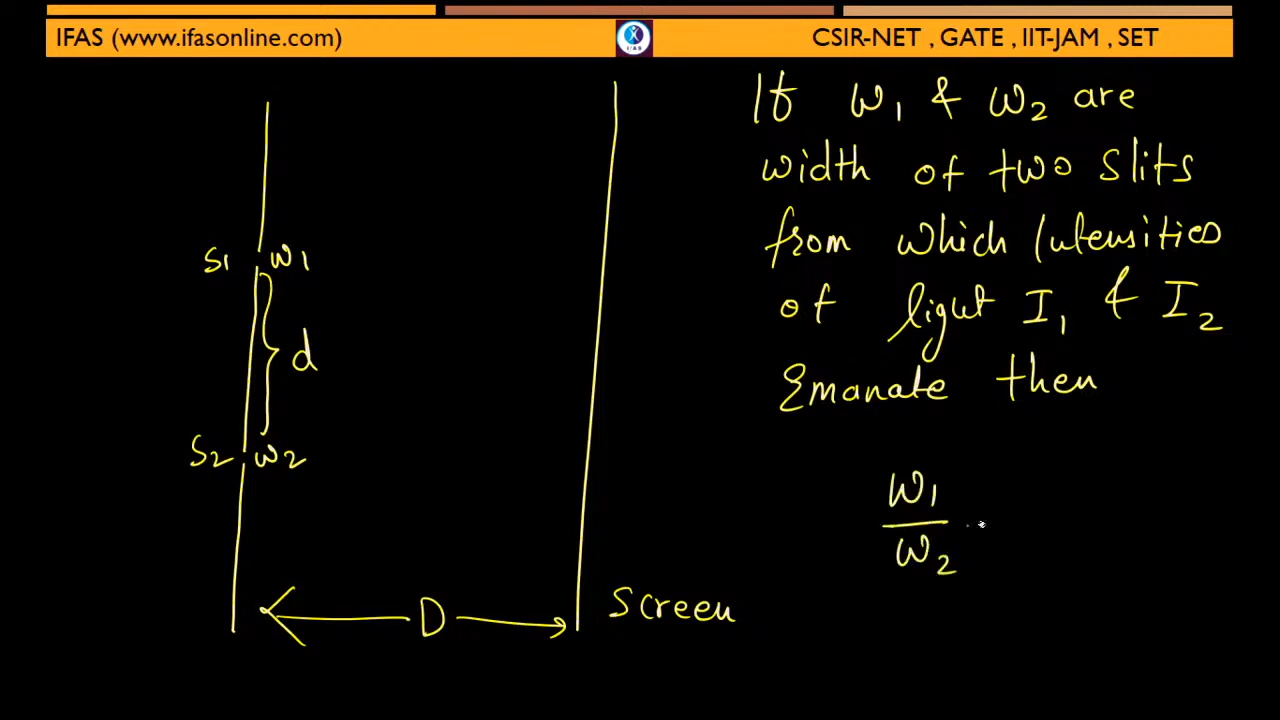 IFAS (www.ifasonline.com)
IFAS
CSIR-NET , GATE , IIT-JAM , SET
If W1 & W2 are
width of two slits
from which Intensities
of light I1 & I2
Emanate then
W1
W2
S1 W1
d
S2 W2
D
Screen